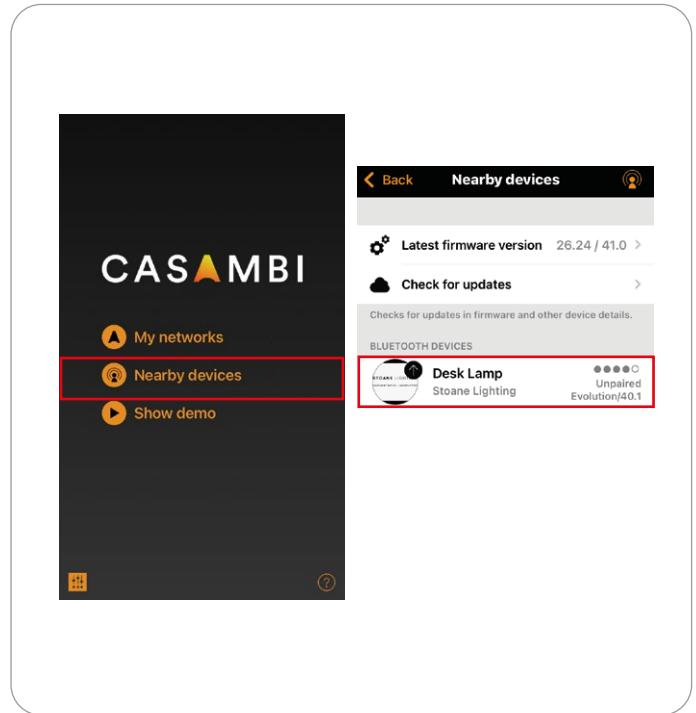 CASAMBI
My networks
Nearby devices
Show demo
?
Back Nearby devices
Latest firmware version 26.24 / 41.0 >
Check for updates >
Checks for updates in firmware and other device details.
BLUETOOTH DEVICES
Desk Lamp
Stoane Lighting Unpaired
Evolution/40.1